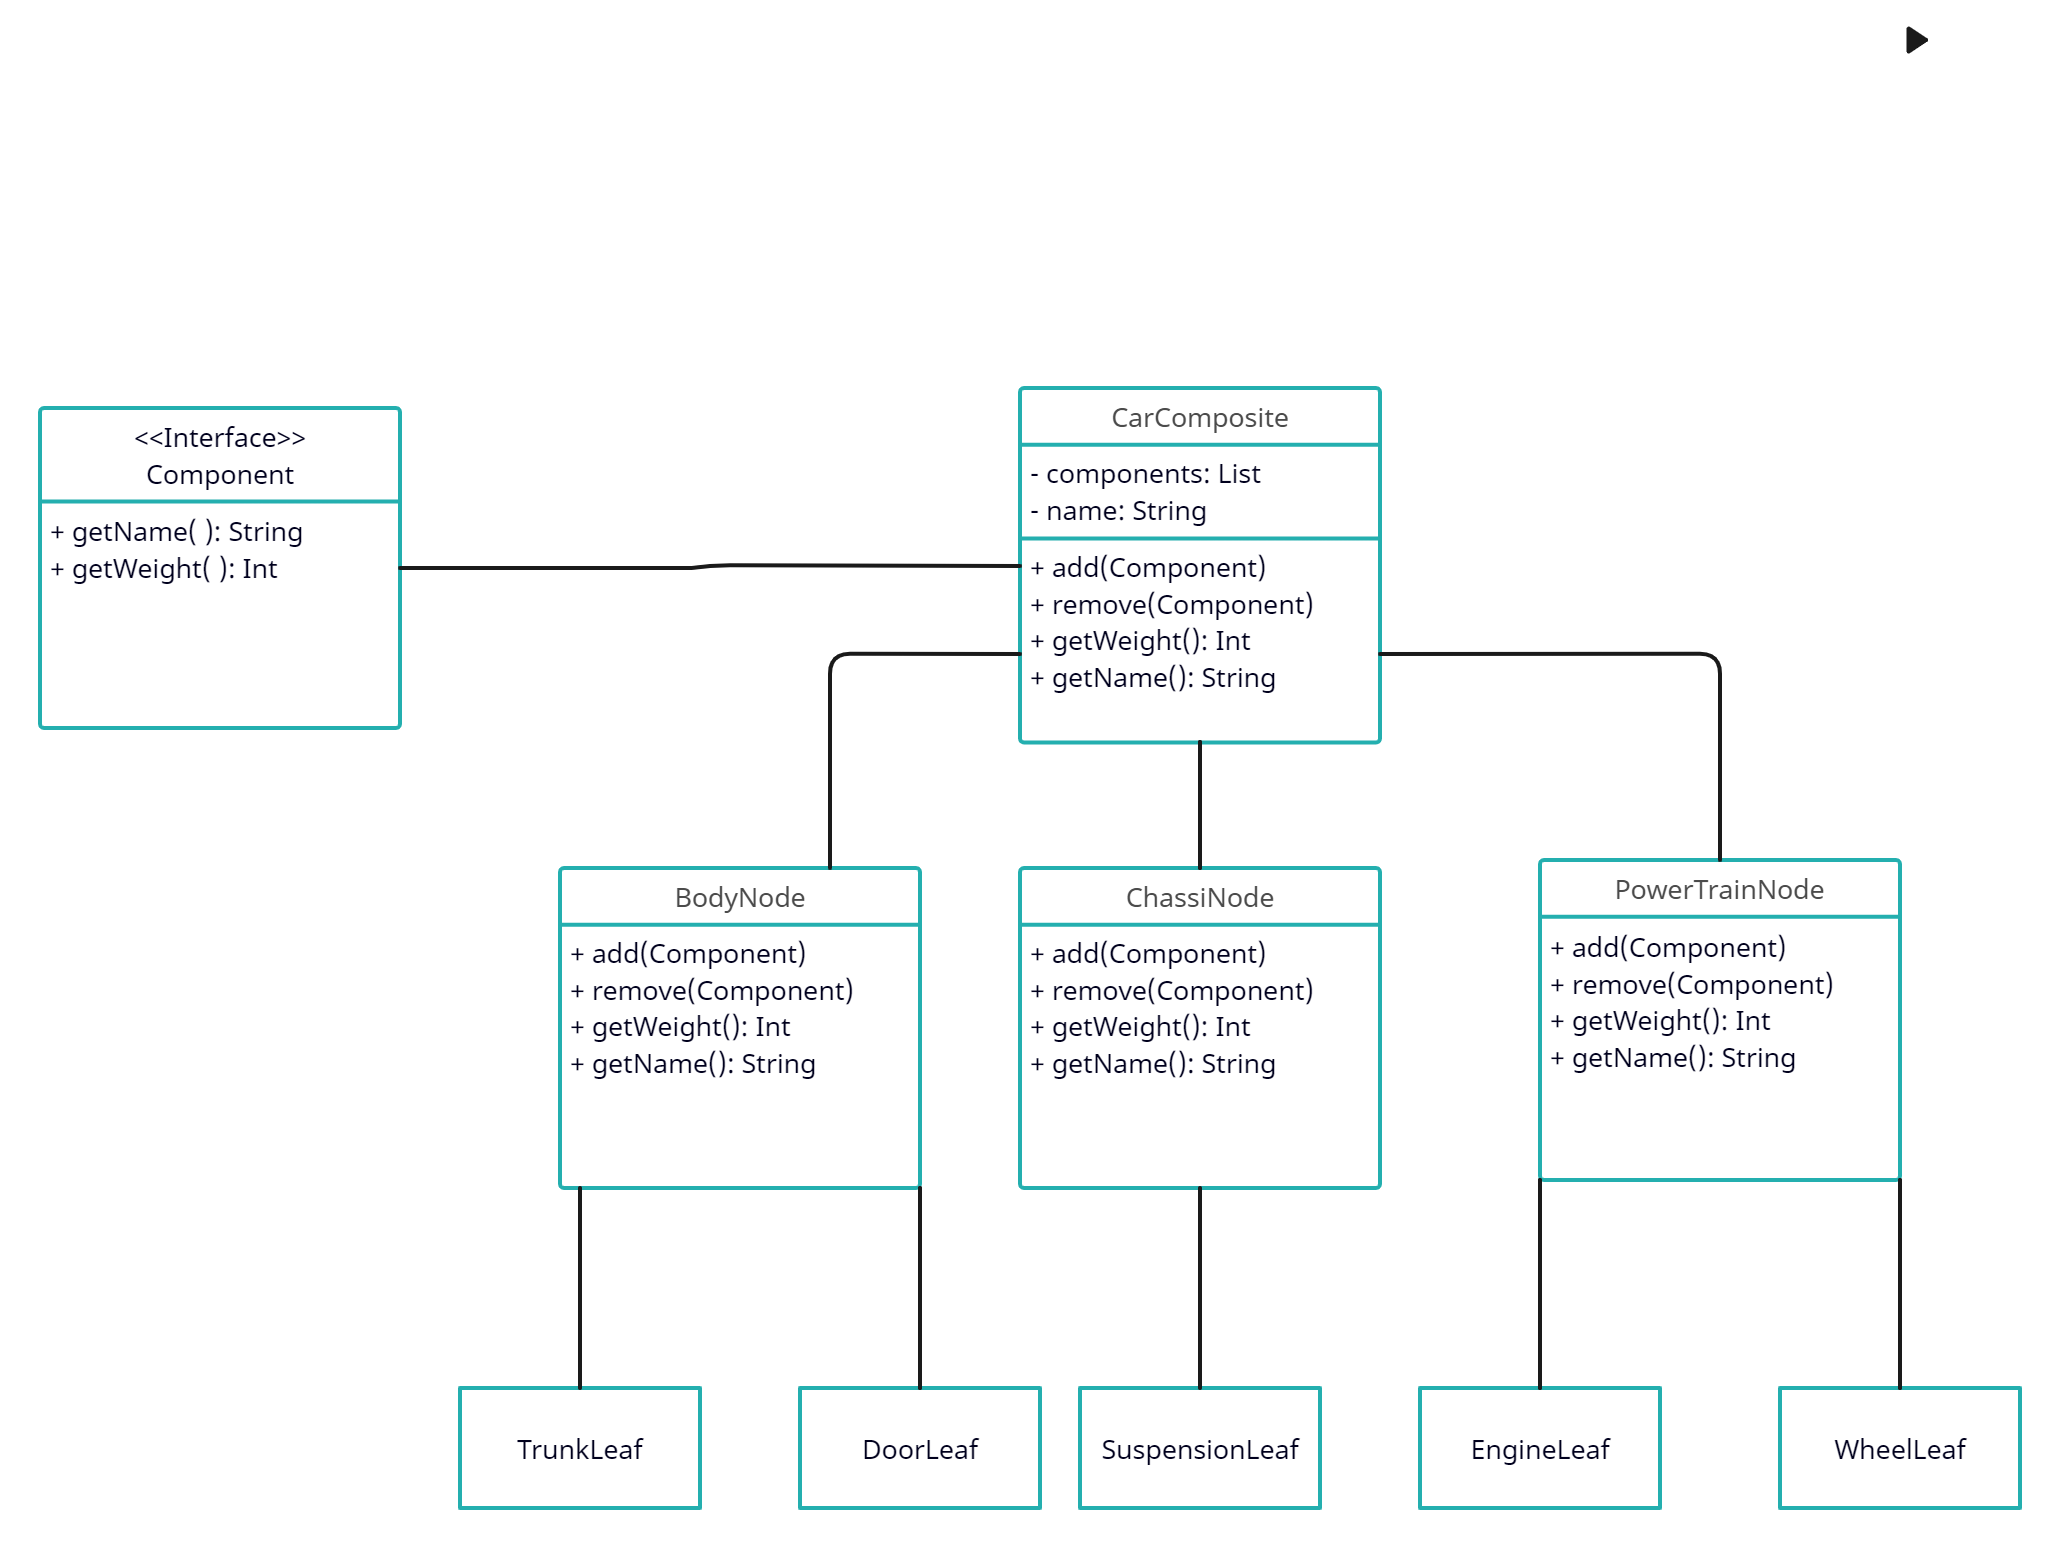 <<Interface>>
Component
+ getName( ): String
+ getWeight( ): Int
CarComposite
- components: List
- name: String
+ add(Component)
+ remove(Component)
+ getWeight(): Int
+ getName(): String
BodyNode
+ add(Component)
+ remove(Component)
+ getWeight(): Int
+ getName(): String
ChassiNode
+ add(Component)
+ remove(Component)
+ getWeight(): Int
+ getName(): String
PowerTrainNode
+ add(Component)
+ remove(Component)
+ getWeight(): Int
+ getName(): String
TrunkLeaf
DoorLeaf
SuspensionLeaf
EngineLeaf
WheelLeaf